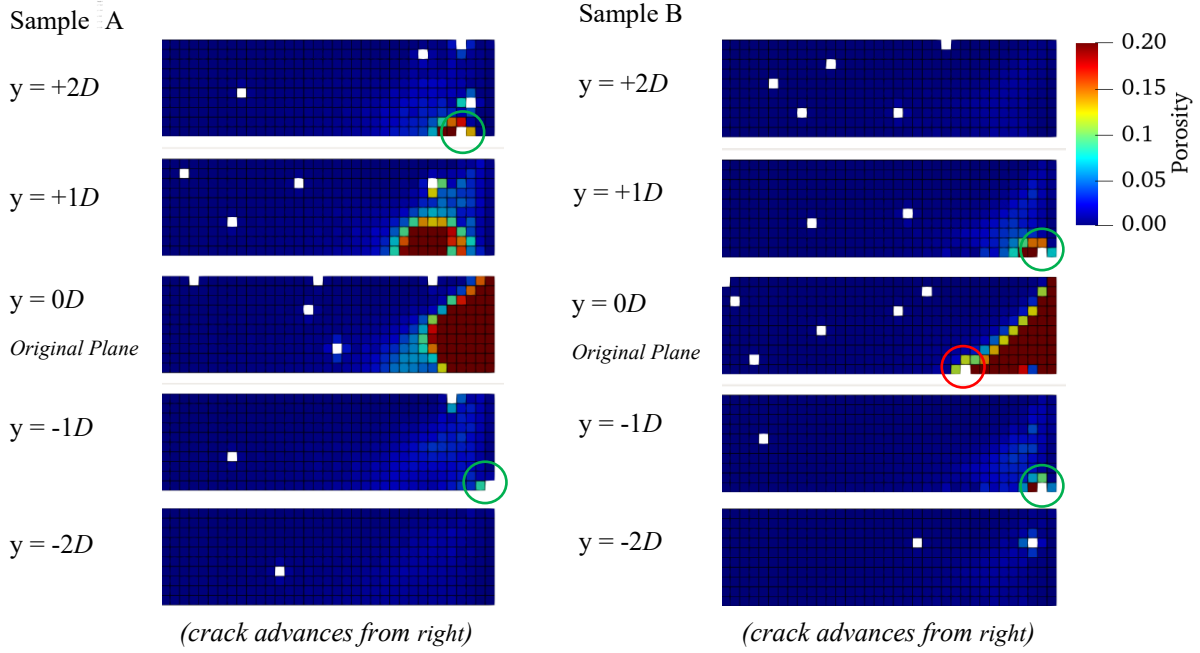 Sample A
Sample B
y = +2D
y = +2D
0.20
0.15
0.1
0.05
0.00
Porosity
y = +1D
y = +1D
y = 0D
y = 0D
Original Plane
Original Plane
y = -1D
y = -1D
y = -2D
y = -2D
(crack advances from right)
(crack advances from right)